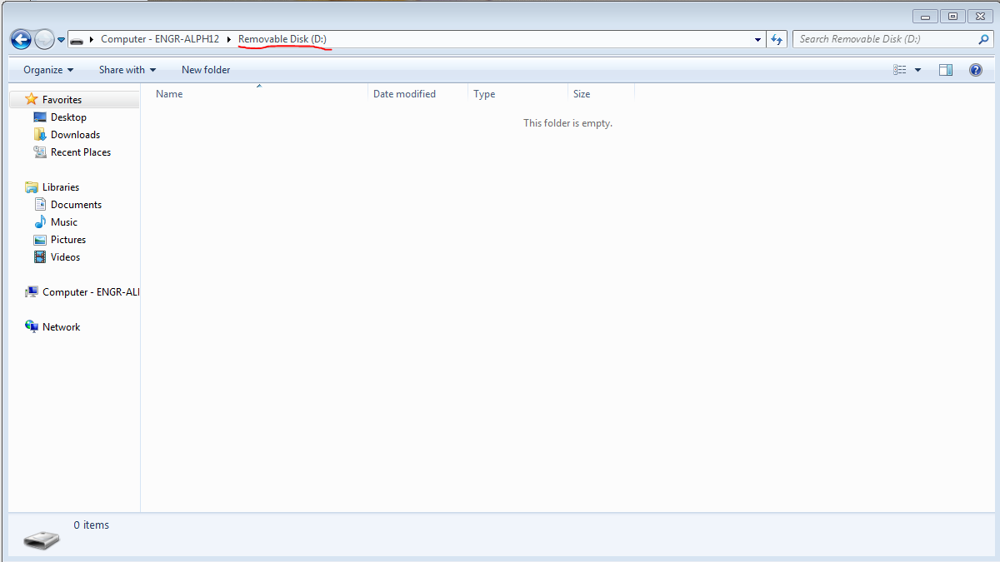 Computer - ENGR-ALPH12 Removable Disk (D:) Search Removable Disk (D:)
Organize Share with New folder
Name Date modified Type Size
This folder is empty.
Favorites
Desktop
Downloads
Recent Places
Libraries
Documents
Music
Pictures
Videos
Computer - ENGR-ALI
Network
0 items